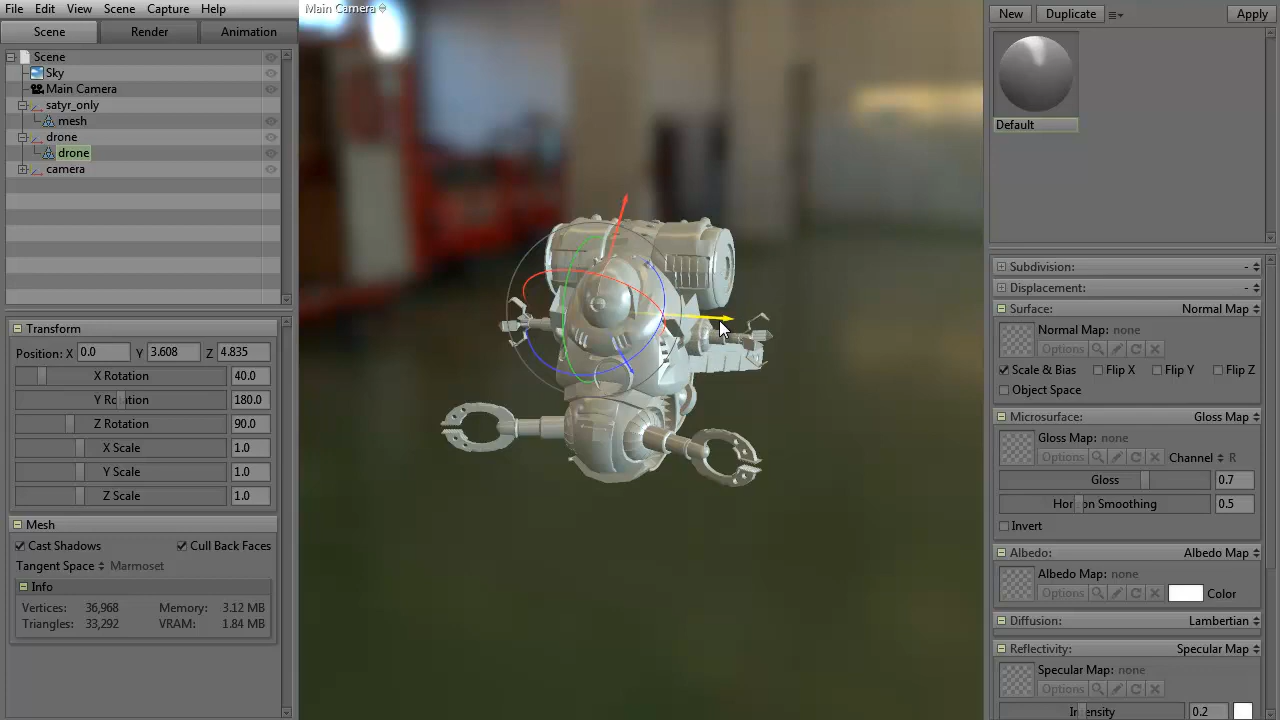 File Edit View Scene Capture Help
Scene Render Animation
Scene
Sky
Main Camera
satyr_only
mesh
drone
drone
camera
Transform
Position: X 0.0 Y 3.608 Z 4.835
X Rotation 40.0
Y Rotation 180.0
Z Rotation 90.0
X Scale 1.0
Y Scale 1.0
Z Scale 1.0
Mesh
Cast Shadows Cull Back Faces
Tangent Space Marmoset
Info
Vertices: 36,968 Memory: 3.12 MB
Triangles: 33,292 VRAM: 1.84 MB
Main Camera
New Duplicate Apply
Default
Subdivision: -
Displacement: -
Surface: Normal Map
Normal Map: none
Options
Scale & Bias Flip X Flip Y Flip Z
Object Space
Microsurface: Gloss Map
Gloss Map: none
Options Channel R
Gloss 0.7
Horizon Smoothing 0.5
Invert
Albedo: Albedo Map
Albedo Map: none
Options Color
Diffusion: Lambertian
Reflectivity: Specular Map
Specular Map: none
Options
Intensity 0.2